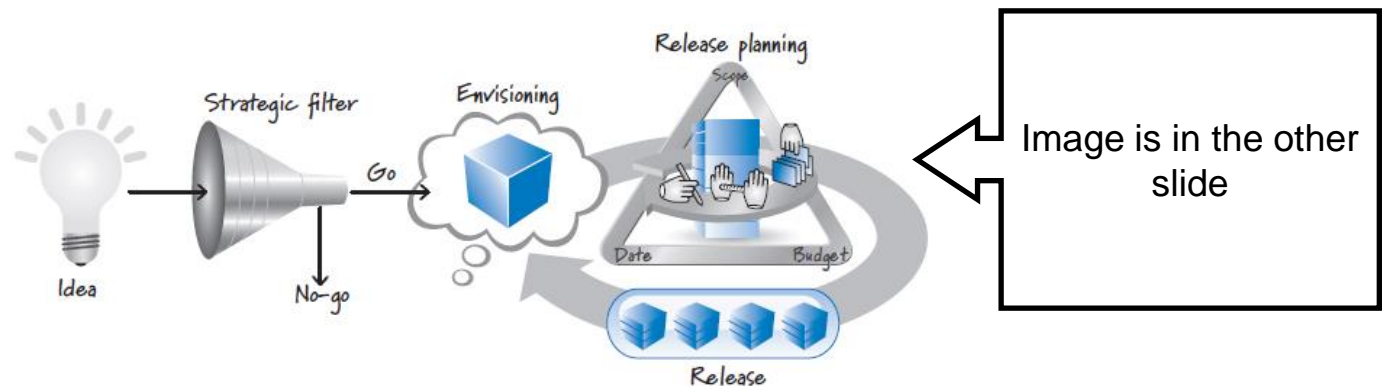 Idea
Strategic filter
Go
No-go
Envisioning
Release planning
Scope
Date
Budget
Release
Image is in the other
slide